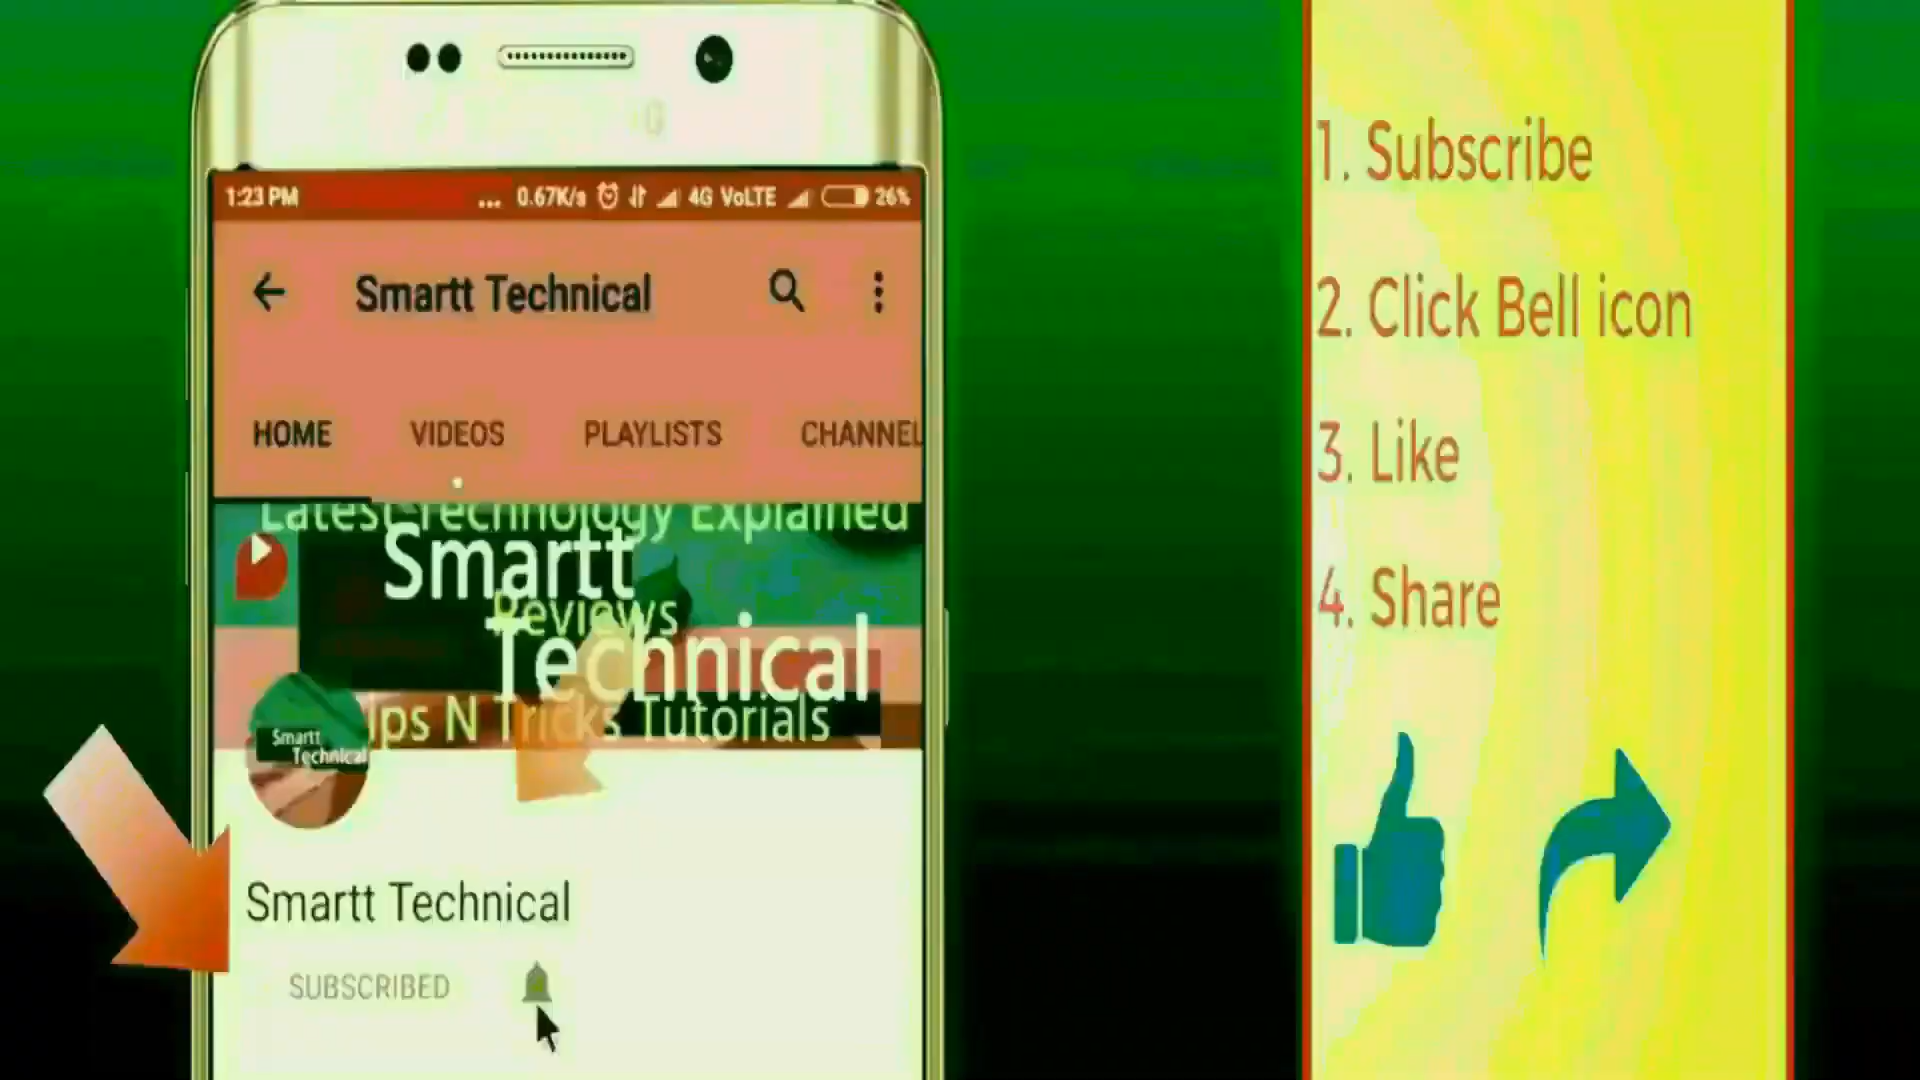 1:23 PM ... 0.67K/s 4G VoLTE 26%
Smartt Technical
HOME VIDEOS PLAYLISTS CHANNEL
Latest Technology Explained
Smartt
Reviews
Technical
ips N Tricks Tutorials
Smartt
Technical
Smartt Technical
SUBSCRIBED
1. Subscribe
2. Click Bell icon
3. Like
4. Share